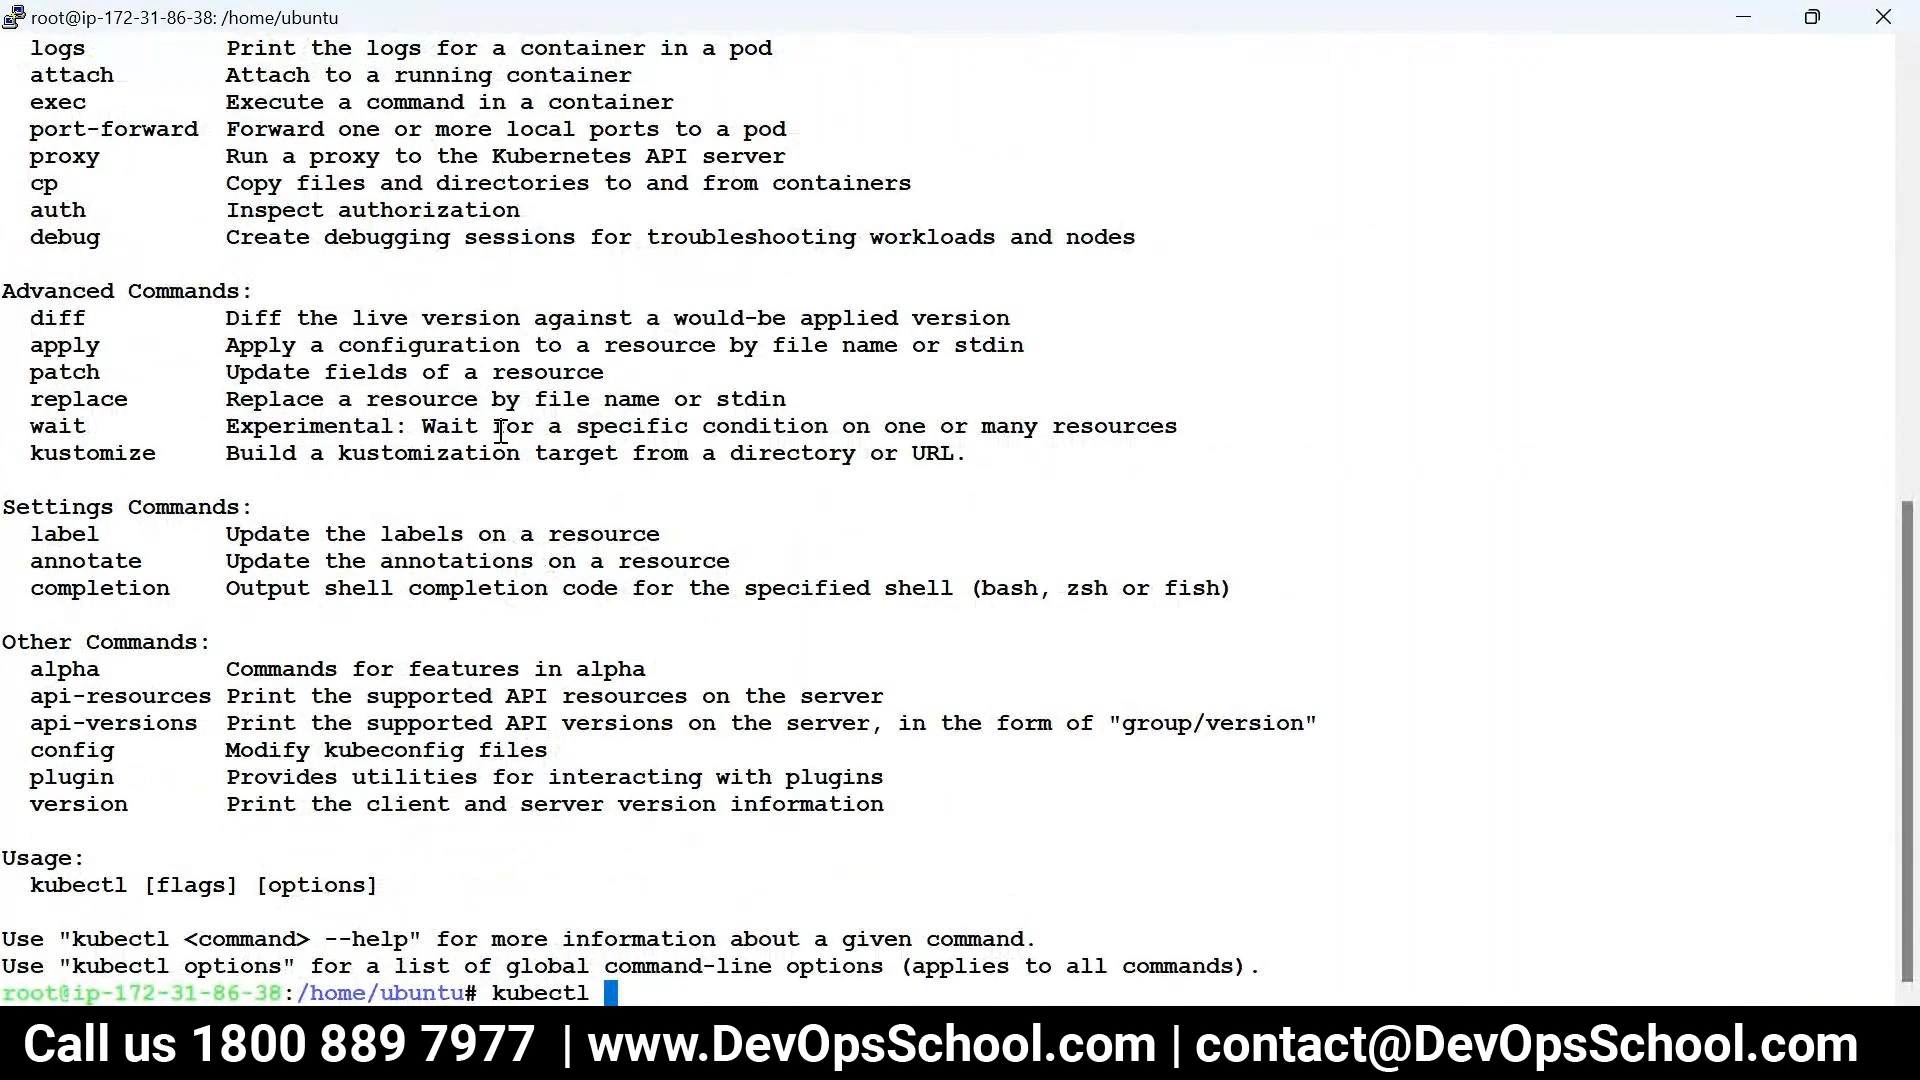 root@ip-172-31-86-38: /home/ubuntu
logs Print the logs for a container in a pod
attach Attach to a running container
exec Execute a command in a container
port-forward Forward one or more local ports to a pod
proxy Run a proxy to the Kubernetes API server
cp Copy files and directories to and from containers
auth Inspect authorization
debug Create debugging sessions for troubleshooting workloads and nodes
Advanced Commands:
diff Diff the live version against a would-be applied version
apply Apply a configuration to a resource by file name or stdin
patch Update fields of a resource
replace Replace a resource by file name or stdin
wait Experimental: Wait for a specific condition on one or many resources
kustomize Build a kustomization target from a directory or URL.
Settings Commands:
label Update the labels on a resource
annotate Update the annotations on a resource
completion Output shell completion code for the specified shell (bash, zsh or fish)
Other Commands:
alpha Commands for features in alpha
api-resources Print the supported API resources on the server
api-versions Print the supported API versions on the server, in the form of "group/version"
config Modify kubeconfig files
plugin Provides utilities for interacting with plugins
version Print the client and server version information
Usage:
kubectl [flags] [options]
Use "kubectl <command> --help" for more information about a given command.
Use "kubectl options" for a list of global command-line options (applies to all commands).
root@ip-172-31-86-38:/home/ubuntu# kubectl
Call us 1800 889 7977 | www.DevOpsSchool.com | contact@DevOpsSchool.com